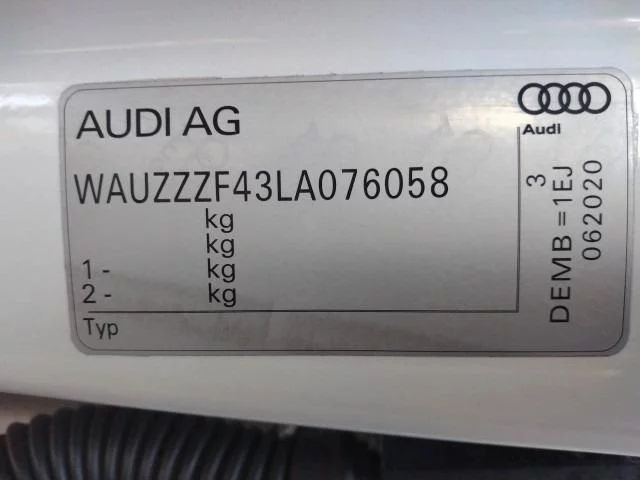 AUDI AG
Audi
WAUZZZF43LA076058
kg
kg
1 - kg
2 - kg
Typ
3
DEMB = 1EJ
062020